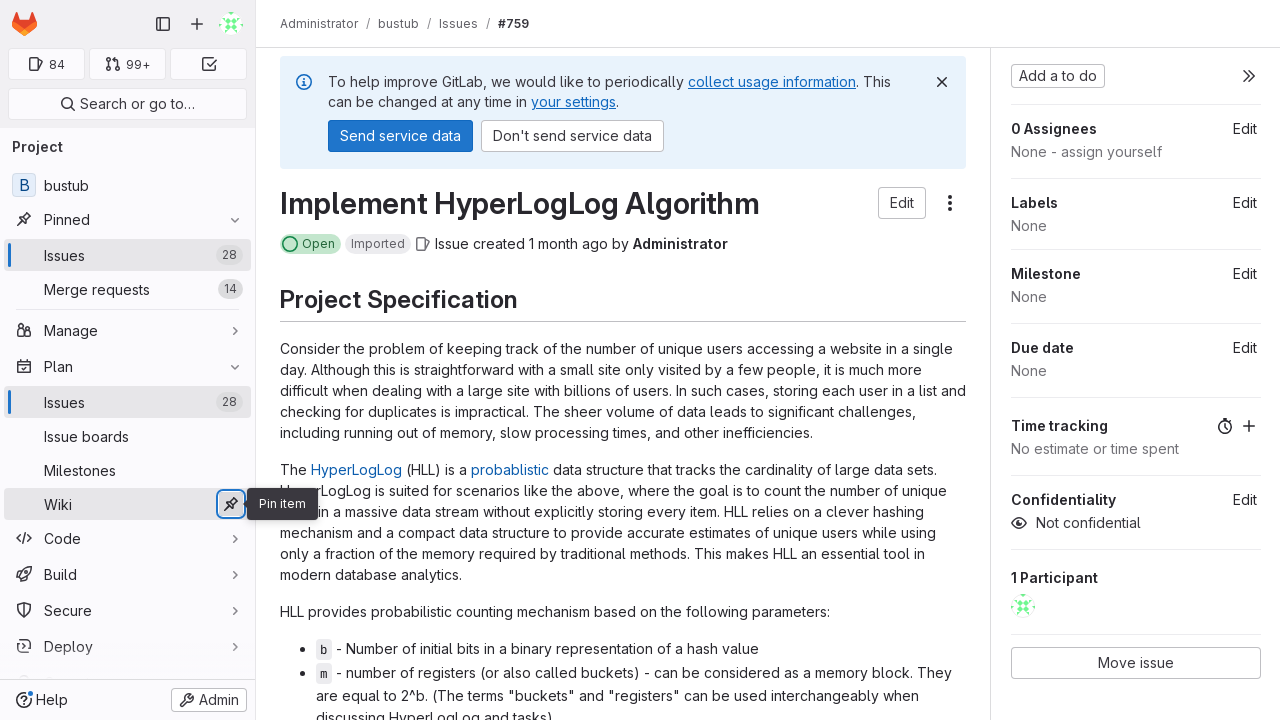 84
99+
Search or go to…
Project
B
bustub
Pinned
Issues
28
Merge requests
14
Manage
Plan
Issues
28
Issue boards
Milestones
Wiki
Pin item
Code
Build
Secure
Deploy
Help
Admin
Administrator / bustub / Issues / #759
To help improve GitLab, we would like to periodically collect usage information. This
can be changed at any time in your settings.
Send service data
Don't send service data
Implement HyperLogLog Algorithm
Edit
Open
Imported
Issue created 1 month ago by Administrator
Project Specification
Consider the problem of keeping track of the number of unique users accessing a website in a single
day. Although this is straightforward with a small site only visited by a few people, it is much more
difficult when dealing with a large site with billions of users. In such cases, storing each user in a list and
checking for duplicates is impractical. The sheer volume of data leads to significant challenges,
including running out of memory, slow processing times, and other inefficiencies.
The HyperLogLog (HLL) is a probablistic data structure that tracks the cardinality of large data sets.
HyperLogLog is suited for scenarios like the above, where the goal is to count the number of unique
in a massive data stream without explicitly storing every item. HLL relies on a clever hashing
mechanism and a compact data structure to provide accurate estimates of unique users while using
only a fraction of the memory required by traditional methods. This makes HLL an essential tool in
modern database analytics.
HLL provides probabilistic counting mechanism based on the following parameters:
b - Number of initial bits in a binary representation of a hash value
m - number of registers (or also called buckets) - can be considered as a memory block. They
are equal to 2^b. (The terms "buckets" and "registers" can be used interchangeably when
discussing HyperLogLog and tasks)
Add a to do
0 Assignees
Edit
None - assign yourself
Labels
Edit
None
Milestone
Edit
None
Due date
Edit
None
Time tracking
No estimate or time spent
Confidentiality
Edit
Not confidential
1 Participant
Move issue